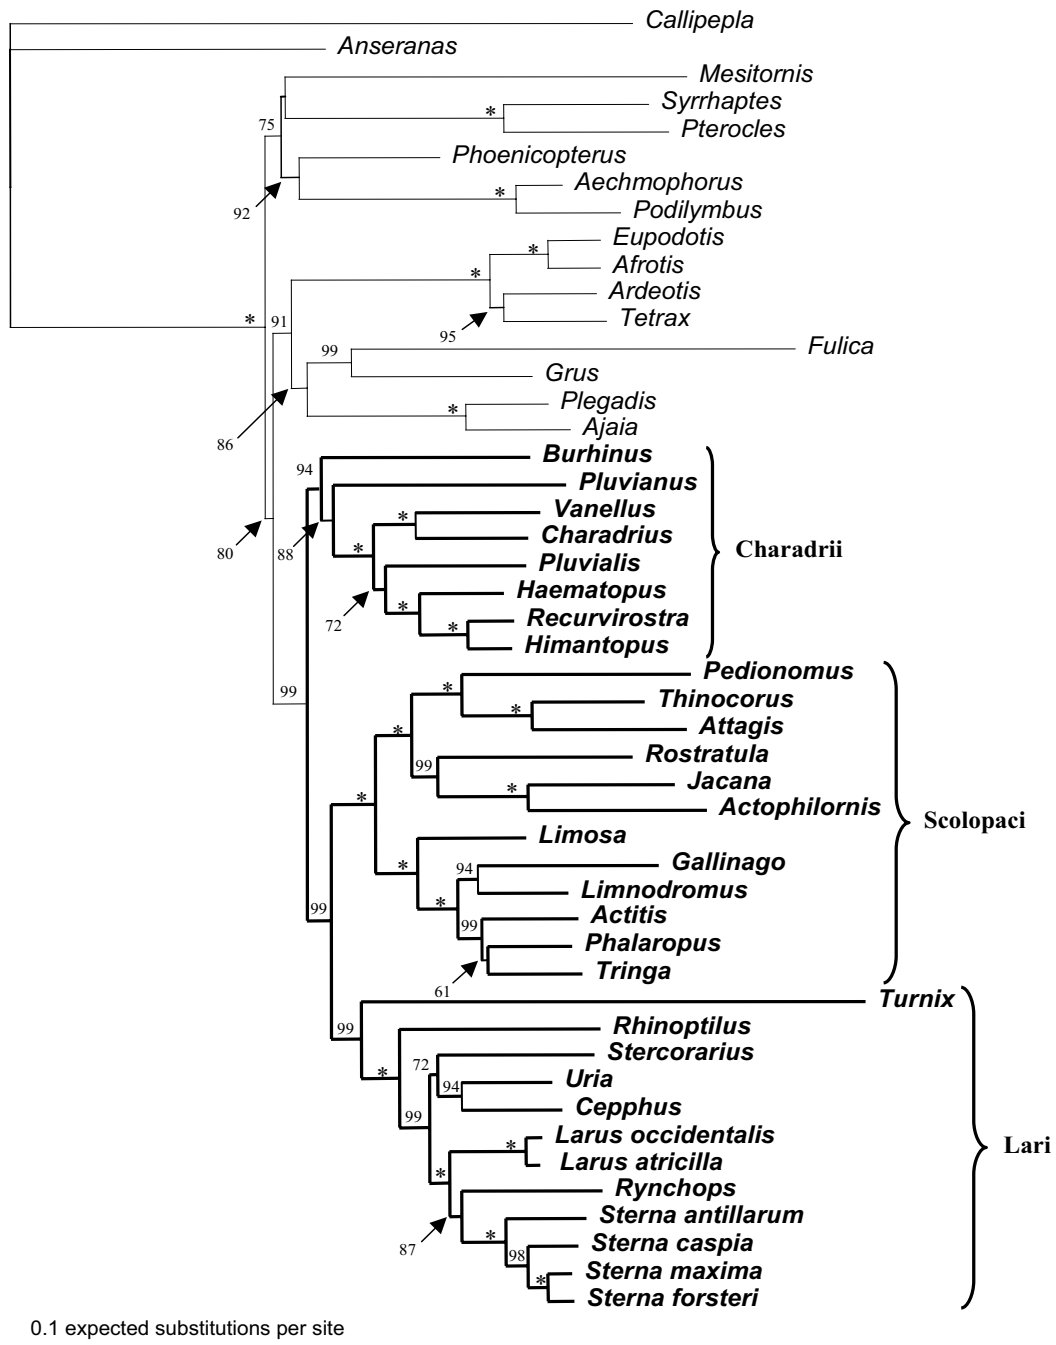 Callipepla
Anseranas
Mesitornis
* Syrrhaptes
75
Pterocles
Phoenicopterus
* Aechmophorus
92
Podilymbus
Eupodotis
*
Afrotis
*
Ardeotis
* 91
Tetrax
95
Fulica
99
Grus
Plegadis
*
Ajaia
86
Burhinus
94
Pluvianus
Vanellus
*
Charadrius
80
88
*
Charadrii
Pluvialis
Haematopus
*
Recurvirostra
72
*
Himantopus
Pedionomus
99
*
Thinocorus
*
Attagis
*
Rostratula
99
Jacana
*
*
Actophilornis
Scolopaci
Limosa
*
Gallinago
94
Limnodromus
99
*
Actitis
99
Phalaropus
Tringa
61
Turnix
99
Rhinoptilus
Stercorarius
72
*
Uria
94
Cepphus
99
Larus occidentalis
*
Lari
Larus atricilla
*
Rynchops
Sterna antillarum
*
87
Sterna caspia
98
Sterna maxima
*
Sterna forsteri
0.1 expected substitutions per site